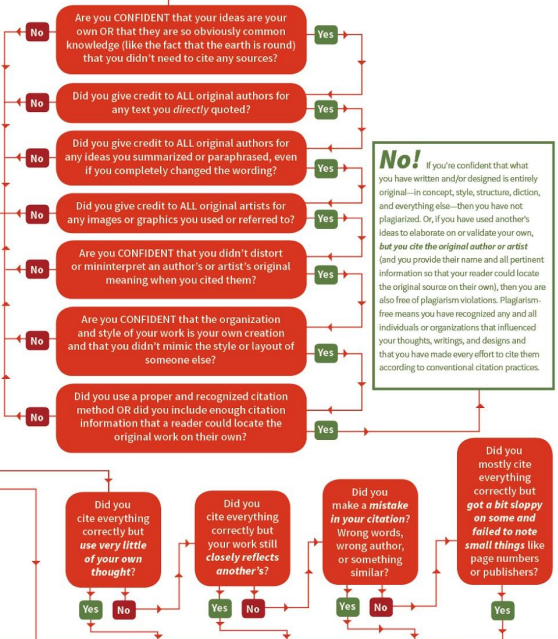 Are you CONFIDENT that your ideas are your
own OR that they are so obviously common
knowledge (like the fact that the earth is round)
that you didn't need to cite any sources?
No
Yes
Did you give credit to ALL original authors for
any text you directly quoted?
No
Yes
Did you give credit to ALL original authors for
any ideas you summarized or paraphrased, even
if you completely changed the wording?
No
Yes
Did you give credit to ALL original artists for
any images or graphics you used or referred to?
No
Yes
Are you CONFIDENT that you didn't distort
or mininterpret an author's or artist's original
meaning when you cited them?
No
Yes
Are you CONFIDENT that the organization
and style of your work is your own creation
and that you didn't mimic the style or layout of
someone else?
No
Yes
Did you use a proper and recognized citation
method OR did you include enough citation
information that a reader could locate the
original work on their own?
No
Yes
No! If you're confident that what
you have written and/or designed is entirely
original—in concept, style, structure, diction,
and everything else—then you have not
plagiarized. Or, if you have used another's
ideas to elaborate on or validate your own,
but you cite the original author or artist
(and you provide their name and all pertinent
information so that your reader could locate
the original source on their own), then you are
also free of plagiarism violations. Plagiarism-
free means you have recognized any and all
individuals or organizations that influenced
your thoughts, writings, and designs and
that you have made every effort to cite them
according to conventional citation practices.
Did you
cite everything
correctly but
use very little
of your own
thought?
Yes
No
Did you
cite everything
correctly but
your work still
closely reflects
another's?
Yes
No
Did you
make a mistake
in your citation?
Wrong words,
wrong author,
or something
similar?
Yes
No
Did you
mostly cite
everything
correctly but
got a bit sloppy
on some and
failed to note
small things like
page numbers
or publishers?
Yes